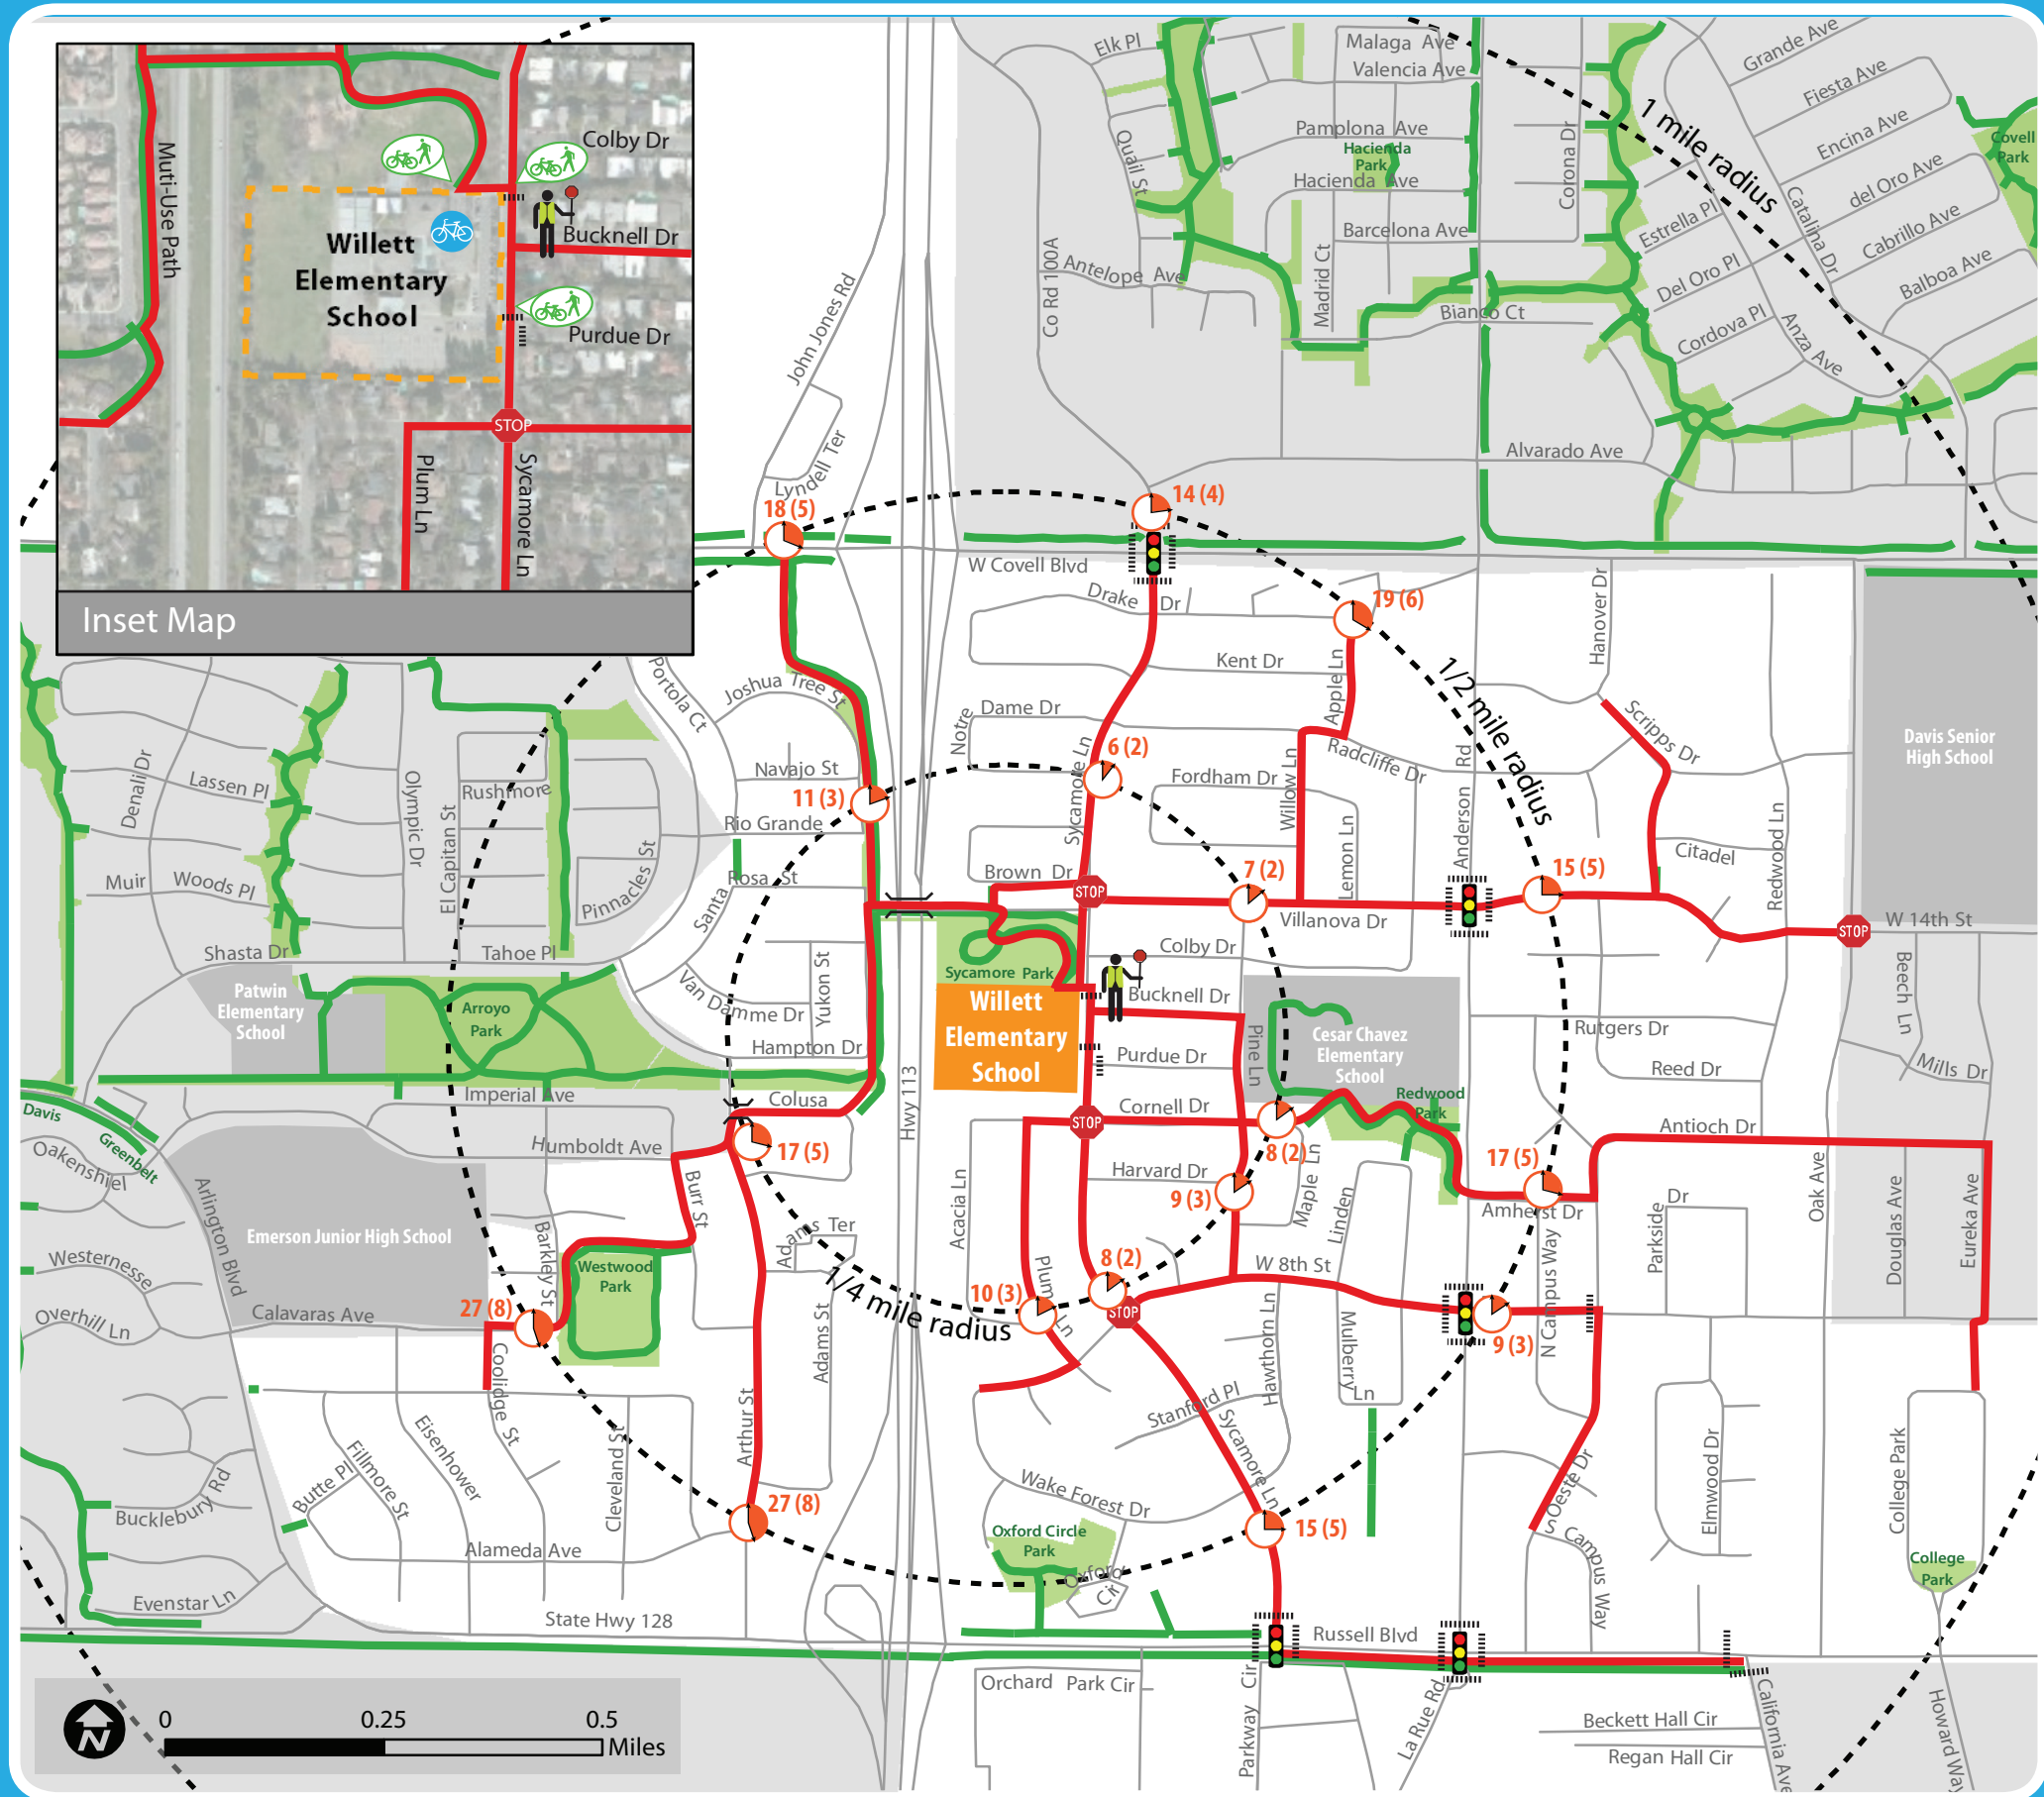 Muti-Use Path
Colby Dr
Bucknell Dr
Purdue Dr
Willett
Elementary
School
STOP
Plum Ln
Sycamore Ln
Inset Map
Elk Pl
Malaga Ave
Valencia Ave
Pamplona Ave
Hacienda
Park
Hacienda Ave
Barcelona Ave
Quail St
Antelope Ave
Co Rd 100A
Madrid Ct
Bianco Ct
Corona Dr
Estrella Pl
Del Oro Pl
Cordova Pl
Anza Ave
Catalina Dr
Grande Ave
Fiesta Ave
Encina Ave
del Oro Ave
Cabrillo Ave
Balboa Ave
Covell
Park
1 mile radius
Alvarado Ave
John Jones Rd
Lyndell Ter
18 (5)
14 (4)
W Covell Blvd
Drake Dr
19 (6)
Kent Dr
Apple Ln
Hanover Dr
1/2 mile radius
Scripps Dr
Davis Senior
High School
Portola Ct
Joshua Tree St
Notre
Dame Dr
Sycamore Ln
6 (2)
Radcliffe Dr
Fordham Dr
Willow Ln
Lemon Ln
Anderson Rd
Navajo St
11 (3)
Rio Grande
Rosa St
Santa
Brown Dr
STOP
7 (2)
Villanova Dr
15 (5)
Citadel
Redwood Ln
W 14th St
STOP
Denali Dr
Lassen Pl
Olympic Dr
Rushmore
El Capitan St
Pinnacles St
Muir
Woods Pl
Shasta Dr
Tahoe Pl
Patwin
Elementary
School
Arroyo
Park
Van Damme Dr
Yukon St
Hampton Dr
Sycamore Park
Colby Dr
Bucknell Dr
Willett
Elementary
School
Purdue Dr
Pine Ln
Cesar Chavez
Elementary
School
Redwood
Park
Rutgers Dr
Reed Dr
Beech Ln
Mills Dr
Hwy 113
Davis
Greenbelt
Imperial Ave
Colusa
Humboldt Ave
17 (5)
STOP
Cornell Dr
8 (2)
Harvard Dr
9 (3)
Maple Ln
Linden
17 (5)
Amherst Dr
Antioch Dr
Oak Ave
Parkside
Dr
Douglas Ave
Eureka Ave
Oakenshiel
Arlington Blvd
Emerson Junior High School
Burr St
Adams Ter
Acacia Ln
Westernesse
Overhill Ln
Calavaras Ave
Barkley St
Westwood
Park
27 (8)
1/4 mile radius
10 (3)
Plum Ln
8 (2)
STOP
W 8th St
9 (3)
N Campus Way
Hawthorn Ln
Mulberry
Ln
Stanford Pl
Sycamore Ln
Coolidge St
Adams St
Arthur St
Cleveland St
Eisenhower
Fillmore St
Butte Pl
Bucklebury Rd
Alameda Ave
27 (8)
Wake Forest Dr
Oxford Circle
Park
Oxford
Cir
15 (5)
Oeste Dr
S Campus Way
Elmwood Dr
College Park
College
Park
Evenstar Ln
State Hwy 128
Russell Blvd
Orchard Park Cir
Parkway Cir
La Rue Rd
Beckett Hall Cir
Regan Hall Cir
California Ave
Howard Way
N
0
0.25
0.5
Miles